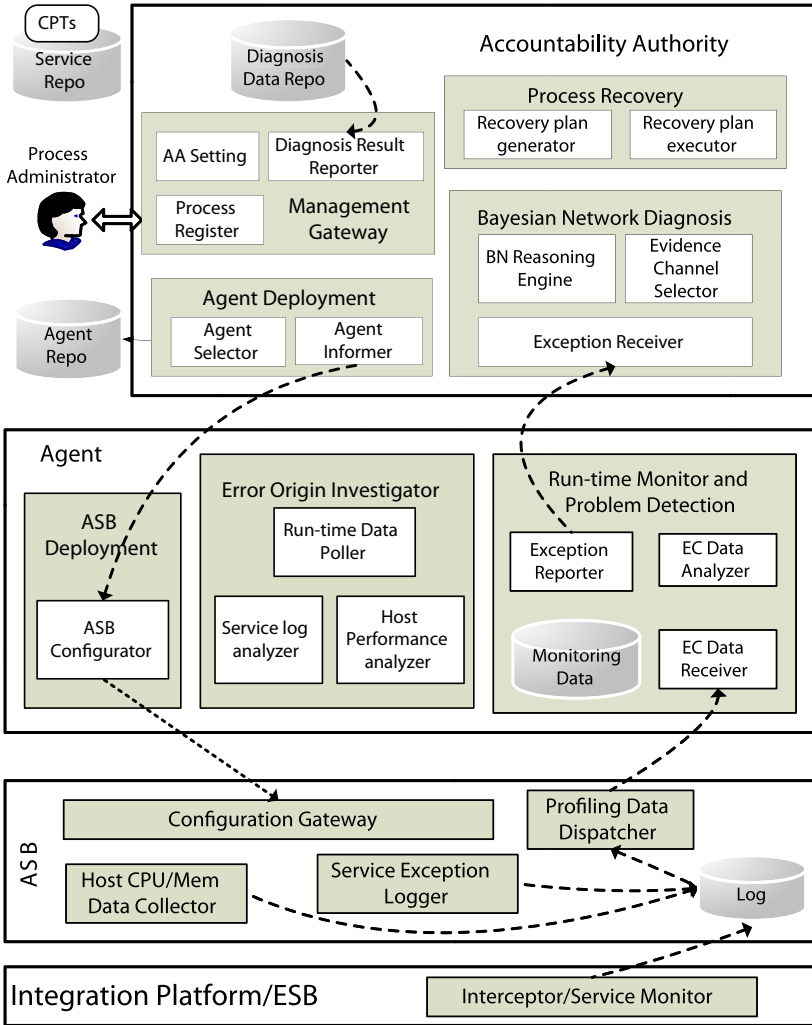 CPTs
Service
Repo
Diagnosis
Data Repo
Accountability Authority
Process Recovery
Recovery plan
generator
Recovery plan
executor
AA Setting
Diagnosis Result
Reporter
Process
Register
Management
Gateway
Process
Administrator
Bayesian Network Diagnosis
BN Reasoning
Engine
Evidence
Channel
Selector
Exception Receiver
Agent Deployment
Agent
Selector
Agent
Informer
Agent
Repo
Agent
ASB
Deployment
ASB
Configurator
Error Origin Investigator
Run-time Data
Poller
Service log
analyzer
Host
Performance
analyzer
Run-time Monitor and
Problem Detection
Exception
Reporter
EC Data
Analyzer
Monitoring
Data
EC Data
Receiver
ASB
Configuration Gateway
Profiling Data
Dispatcher
Host CPU/Mem
Data Collector
Service Exception
Logger
Log
Integration Platform/ESB
Interceptor/Service Monitor